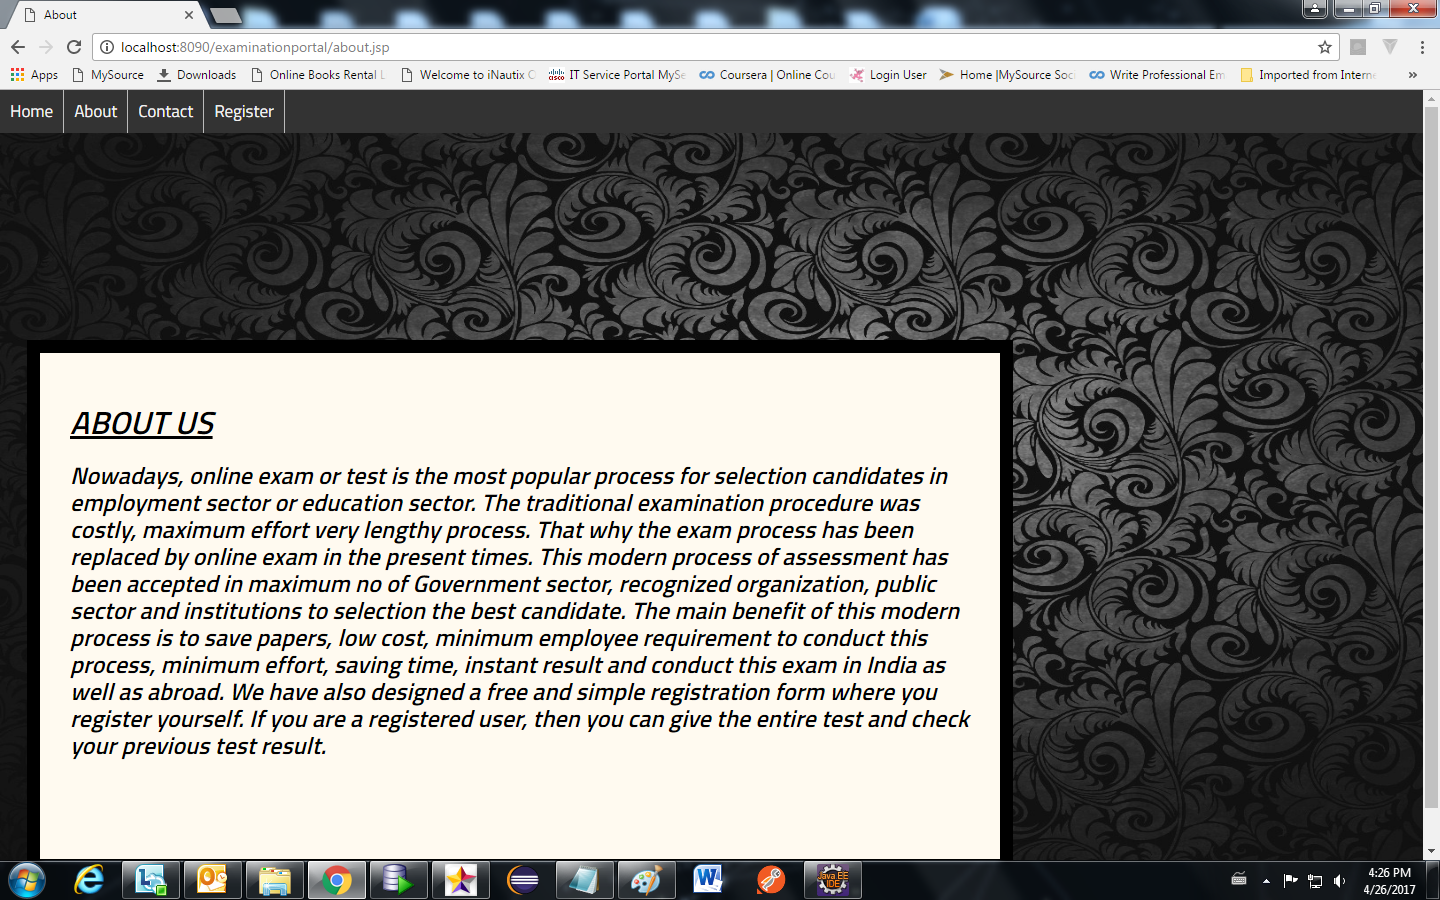 About
localhost:8090/examinationportal/about.jsp
Apps MySource Downloads Online Books Rental Welcome to iNautix IT Service Portal MySe Coursera | Online Cou Login User Home |MySource Soc Write Professional Em Imported from Intern »
Home About Contact Register
ABOUT US
Nowadays, online exam or test is the most popular process for selection candidates in
employment sector or education sector. The traditional examination procedure was
costly, maximum effort very lengthy process. That why the exam process has been
replaced by online exam in the present times. This modern process of assessment has
been accepted in maximum no of Government sector, recognized organization, public
sector and institutions to selection the best candidate. The main benefit of this modern
process is to save papers, low cost, minimum employee requirement to conduct this
process, minimum effort, saving time, instant result and conduct this exam in India as
well as abroad. We have also designed a free and simple registration form where you
register yourself. If you are a registered user, then you can give the entire test and check
your previous test result.
Java EE
IDE
4:26 PM
4/26/2017